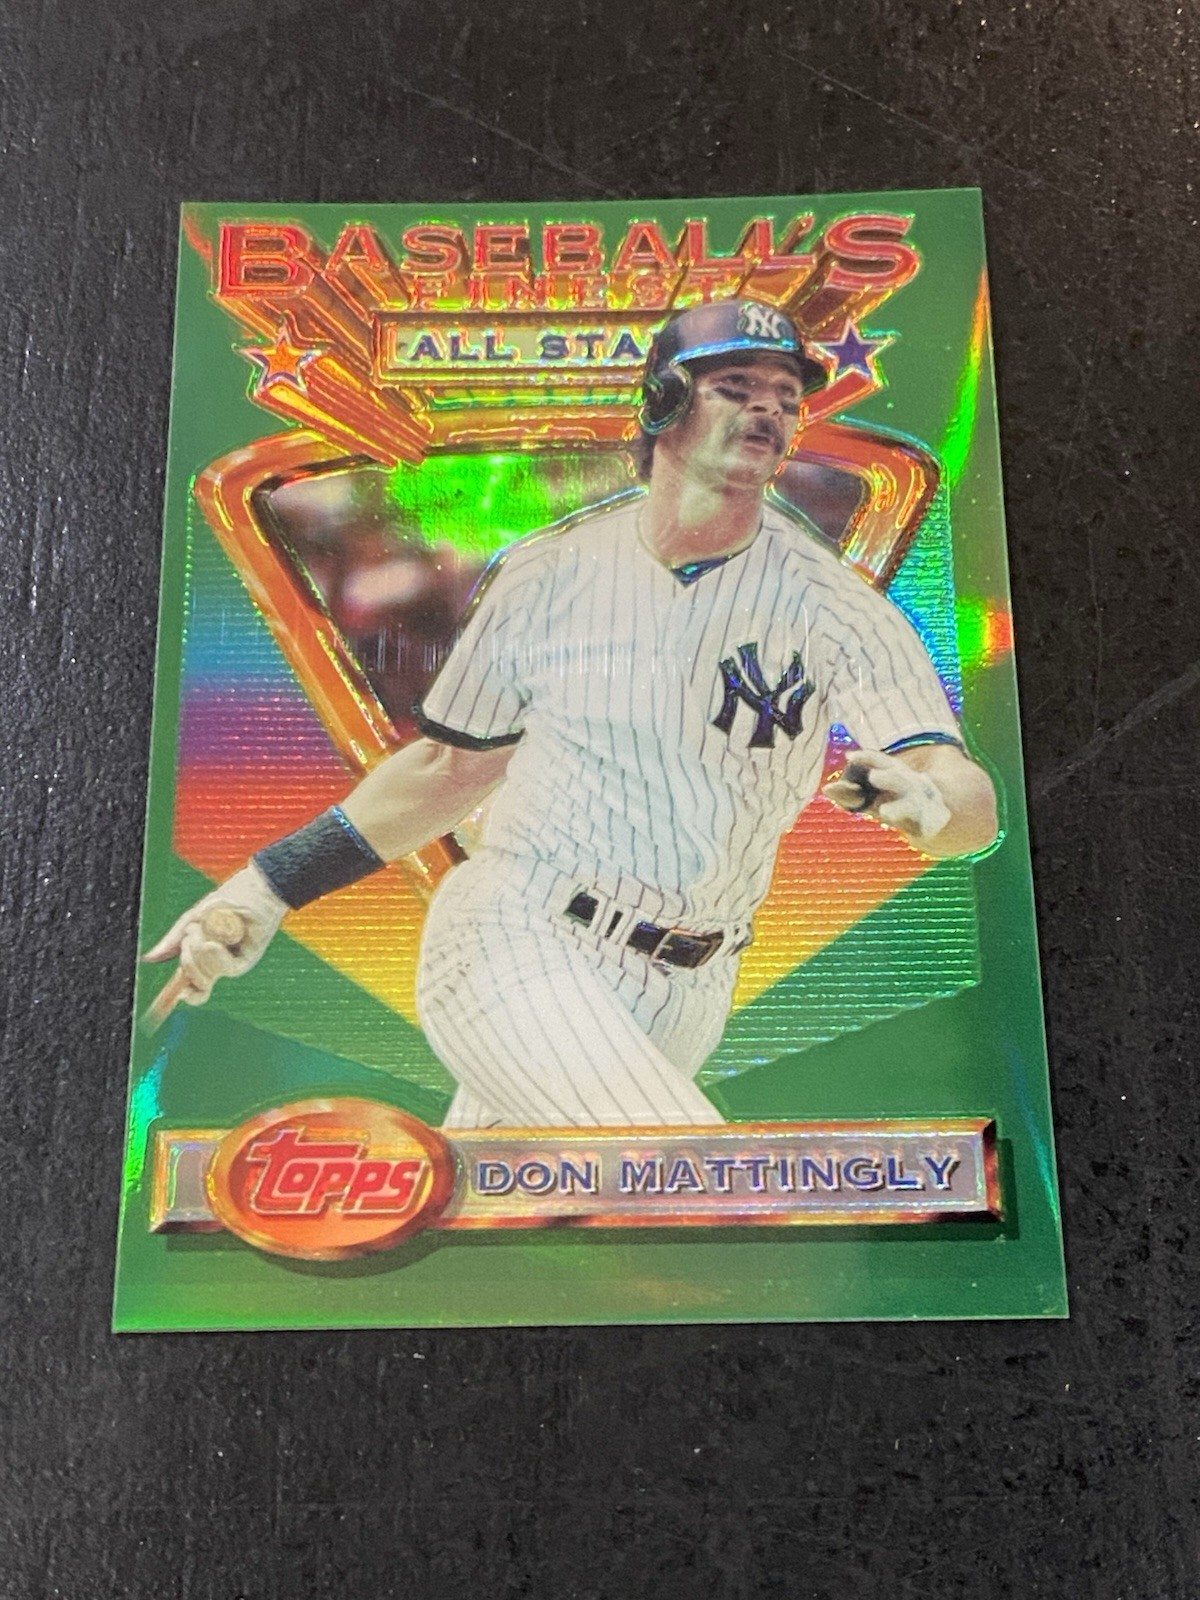 BASEBALL'S
FINEST
ALL STA
NY
NY
TOPPS
DON MATTINGLY